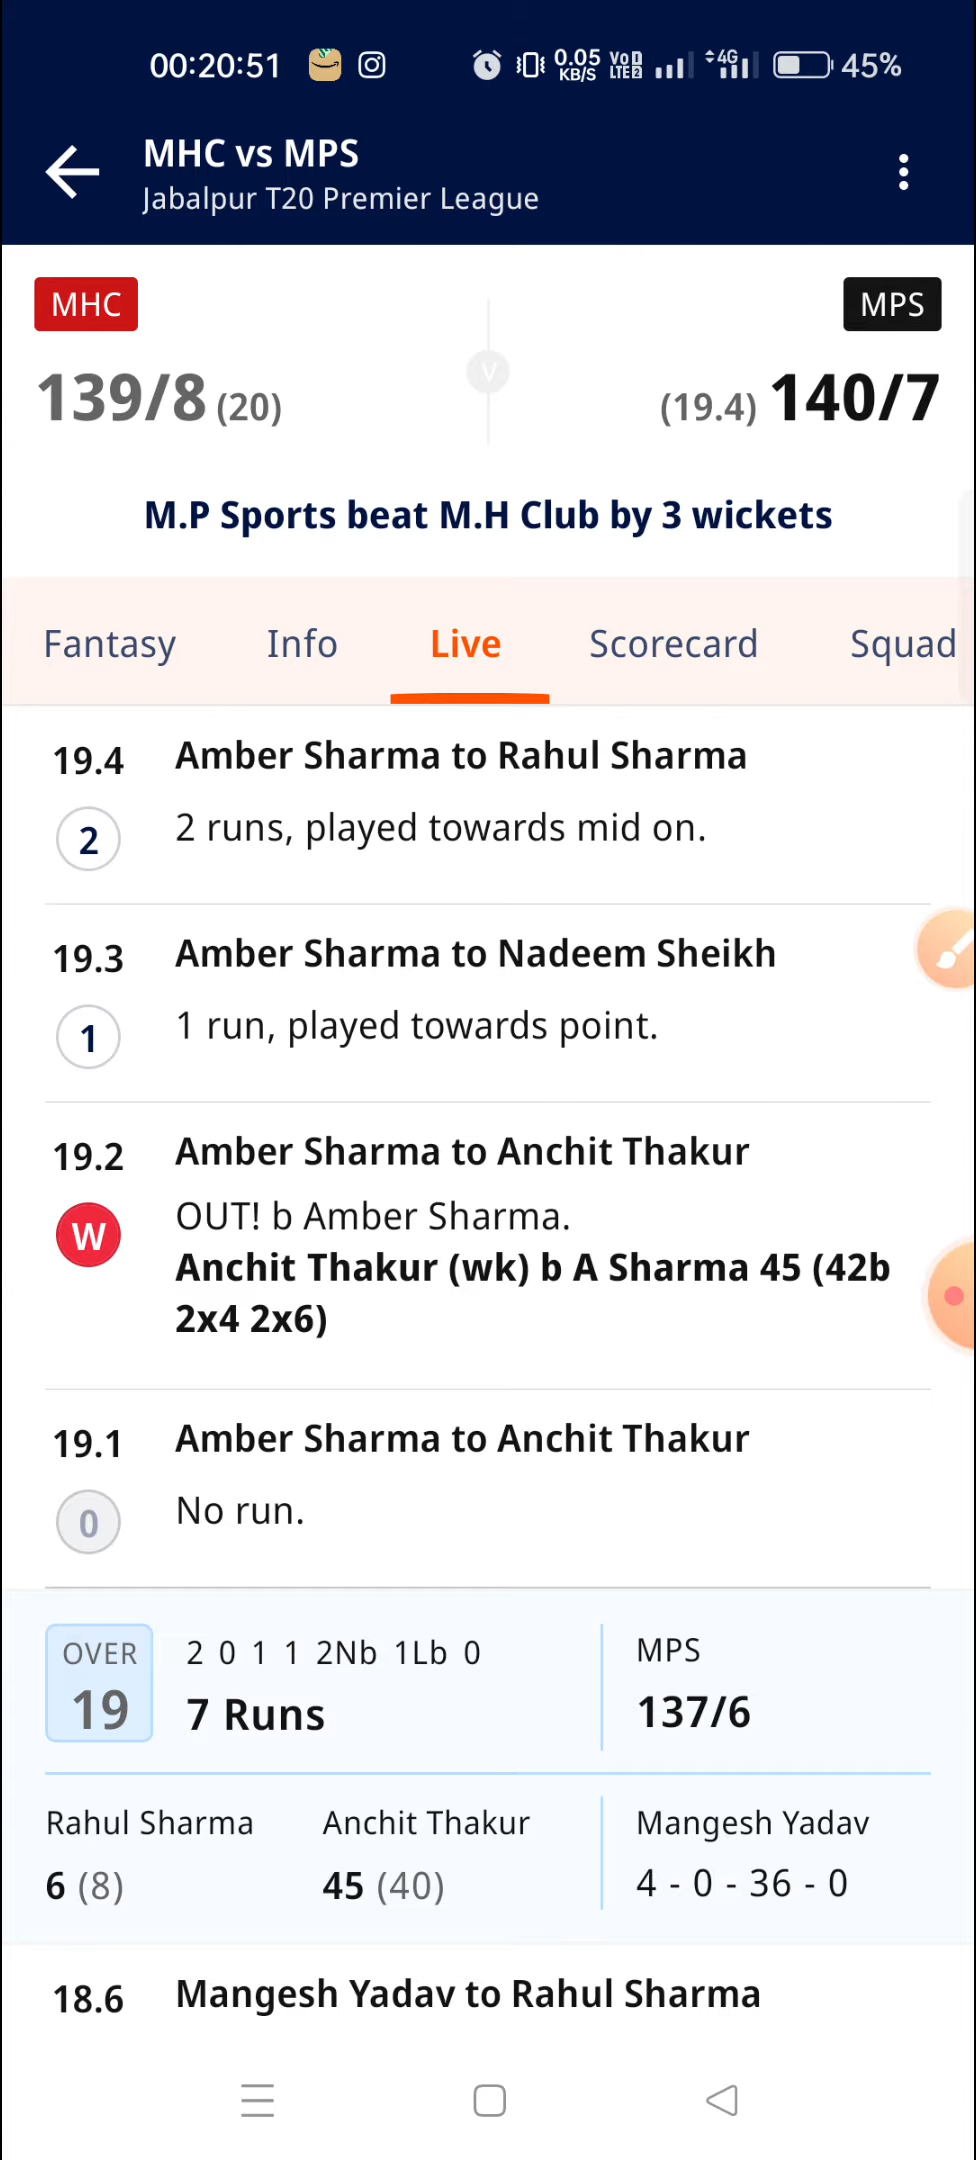 00:20:51 0.05 KB/S VoD LTE2 4G 45%
MHC vs MPS
Jabalpur T20 Premier League
MHC MPS
139/8 (20) V (19.4) 140/7
M.P Sports beat M.H Club by 3 wickets
Fantasy Info Live Scorecard Squad
19.4 Amber Sharma to Rahul Sharma
2 2 runs, played towards mid on.
19.3 Amber Sharma to Nadeem Sheikh
1 1 run, played towards point.
19.2 Amber Sharma to Anchit Thakur
W OUT! b Amber Sharma.
Anchit Thakur (wk) b A Sharma 45 (42b
2x4 2x6)
19.1 Amber Sharma to Anchit Thakur
0 No run.
OVER 2 0 1 1 2Nb 1Lb 0 MPS
19 7 Runs 137/6
Rahul Sharma Anchit Thakur Mangesh Yadav
6 (8) 45 (40) 4 - 0 - 36 - 0
18.6 Mangesh Yadav to Rahul Sharma